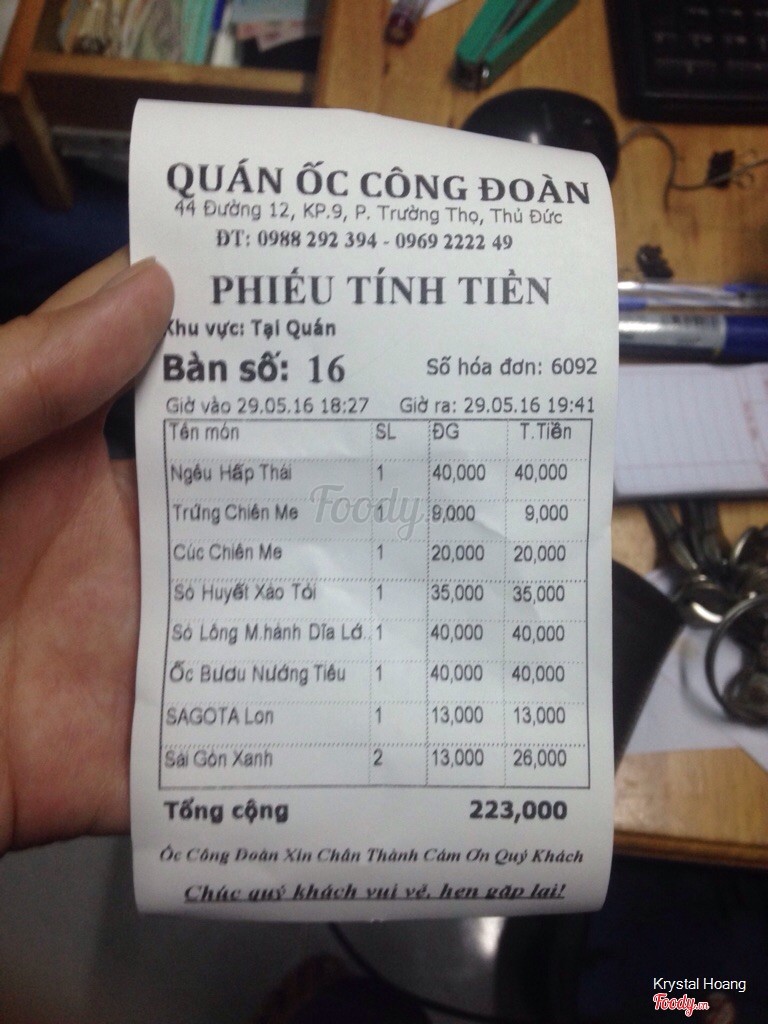 QUÁN ỐC CÔNG ĐOÀN
44 Đường 12, KP.9, P. Trường Thọ, Thủ Đức
ĐT: 0988 292 394 - 0969 2222 49
PHIẾU TÍNH TIỀN
Khu vực: Tại Quán
Bàn số: 16 Số hóa đơn: 6092
Giờ vào 29.05.16 18:27 Giờ ra: 29.05.16 19:41
Tên món SL ĐG T.Tiền
Ngêu Hấp Thái 1 40,000 40,000
Trứng Chiên Me 1 9,000 9,000
Cúc Chiên Me 1 20,000 20,000
Sò Huyết Xào Tỏi 1 35,000 35,000
Sò Lông M.hành Dĩa Lớ.. 1 40,000 40,000
Ốc Bươu Nướng Tiêu 1 40,000 40,000
SAGOTA Lon 1 13,000 13,000
Sài Gòn Xanh 2 13,000 26,000
Tổng cộng 223,000
Ốc Công Đoàn Xin Chân Thành Cám Ơn Quý Khách
Chúc quý khách vui vẻ, hẹn gặp lại!
Foody.vn
Krystal Hoang
Foody.vn